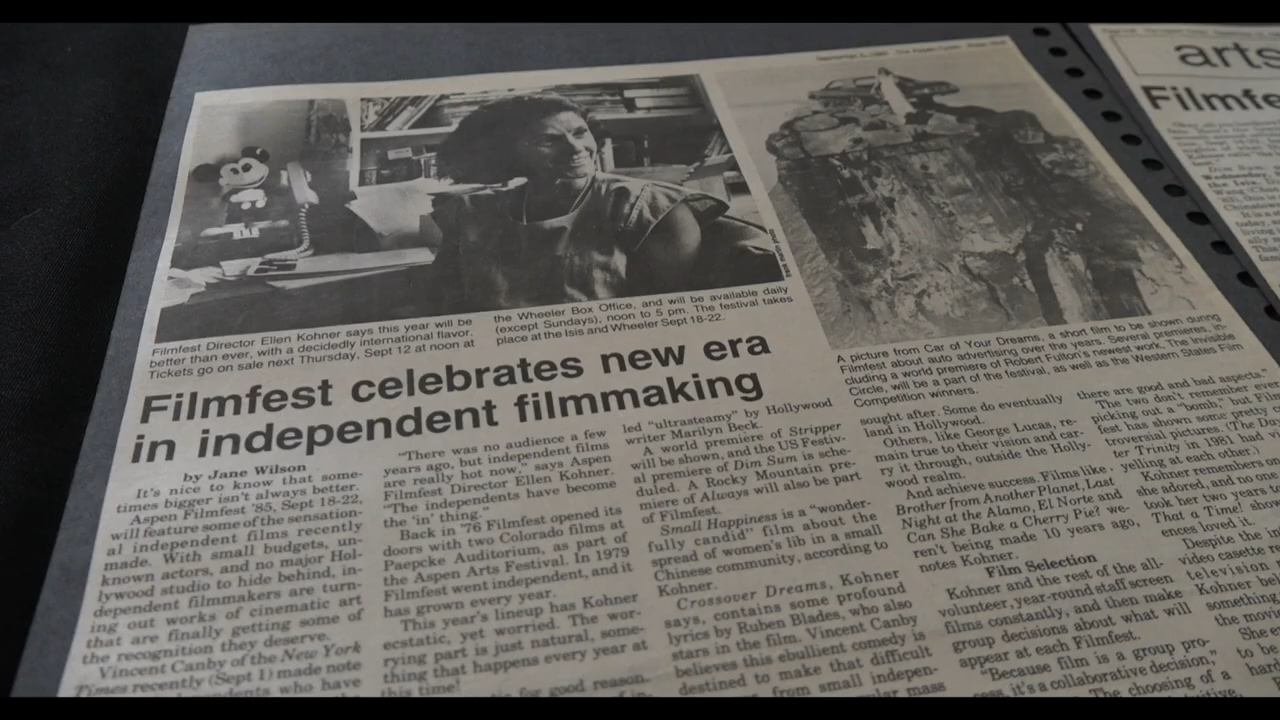 Filmfest Director Ellen Kohner says this year will be
better than ever, with a decidedly international flavor.
Tickets go on sale next Thursday, Sept 12 at noon at
the Wheeler Box Office, and will be available daily
(except Sundays), noon to 5 pm. The festival takes
place at the Isis and Wheeler Sept 18-22.
A picture from Car of Your Dreams, a short film to be shown during
Filmfest about auto advertising over the years. Several premieres, in-
cluding a world premiere of Robert Fulton's newest work. The Invisible
Circle, will be a part of the festival, as well as the Western States Film
Competition winners.
Filmfest celebrates new era
in independent filmmaking
by Jane Wilson
It's nice to know that some-
times bigger isn't always better.
Aspen Filmfest '85, Sept 18-22,
will feature some of the sensation-
al independent films recently
made. With small budgets, un-
known actors, and no major Hol-
lywood studio to hide behind, in-
dependent filmmakers are turn-
ing out works of cinematic art
that are finally getting some of
the recognition they deserve.
Vincent Canby of the New York
Times recently (Sept 1) made note
who have
"There was no audience a few
years ago, but independent films
are really hot now," says Aspen
Filmfest Director Ellen Kohner.
"The independents have become
the 'in' thing."
Back in '76 Filmfest opened its
doors with two Colorado films at
Paepcke Auditorium, as part of
the Aspen Arts Festival. In 1979
Filmfest went independent, and it
has grown every year.
This year's lineup has Kohner
ecstatic, yet worried. The wor-
rying part is just natural, some-
thing that happens every year at
this time!
for good reason.
led "ultrasteamy" by Hollywood
writer Marilyn Beck.
A world premiere of Stripper
will be shown, and the US Festiv-
al premiere of Dim Sum is sche-
duled. A Rocky Mountain pre-
miere of Always will also be part
of Filmfest.
Small Happiness is a "wonder-
fully candid" film about the
spread of women's lib in a small
Chinese community, according to
Kohner.
Crossover Dreams, Kohner
says, contains some profound
lyrics by Ruben Blades, who also
stars in the film. Vincent Canby
believes this ebullient comedy is
destined to make that difficult
from small indepen-
mass
sought after. Some do eventually
land in Hollywood.
Others, like George Lucas, re-
main true to their vision and car-
ry it through, outside the Holly-
wood realm.
And achieve success. Films like
Brother from Another Planet, Last
Night at the Alamo, El Norte and
Can She Bake a Cherry Pie? we-
ren't being made 10 years ago,
notes Kohner.
Film Selection
Kohner and the rest of the all-
volunteer, year-round staff screen
films constantly, and then make
group decisions about what will
appear at each Filmfest.
"Because film is a group pro-
cess, it's a collaborative decision,"
The choosing of a
there are good and bad aspects."
The two don't remember ever
picking out a "bomb," but Film-
fest has shown some pretty
troversial pictures. (The Da
ter Trinity in 1981 had
yelling at each other.)
Kohner remembers
she adored, and no one
took her two years to
That a Time! show
ences loved it.
Despite the
video casette
television
Kohner bel
something
the movi
She
to be
har
arts
Filmfe